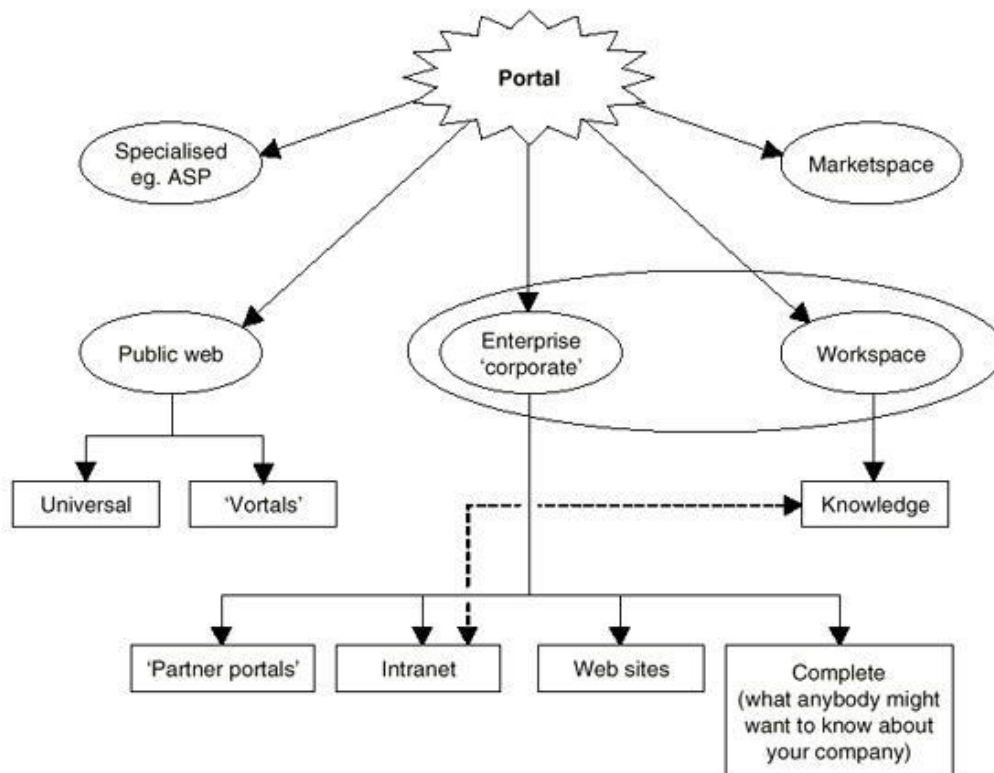 Portal
Specialised
eg. ASP
Marketspace
Public web
Enterprise
‘corporate’
Workspace
Universal
‘Vortals’
Knowledge
‘Partner portals’
Intranet
Web sites
Complete
(what anybody might
want to know about
your company)